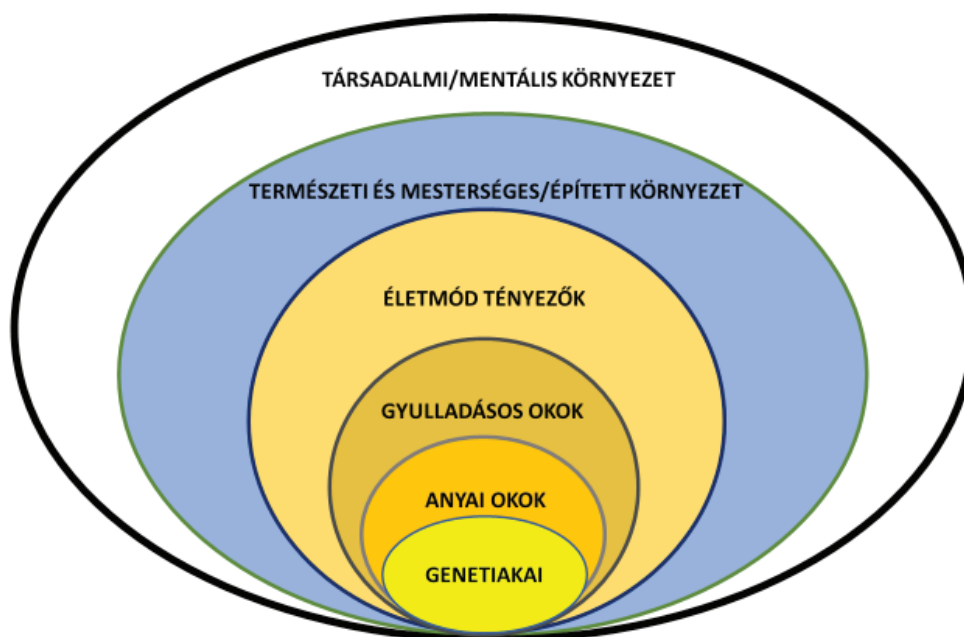 TÁRSADALMI/MENTÁLIS KÖRNYEZET
TERMÉSZETI ÉS MESTERSÉGES/ÉPÍTETT KÖRNYEZET
ÉLETMÓD TÉNYEZŐK
GYULLADÁSOS OKOK
ANYAI OKOK
GENETIAKAI